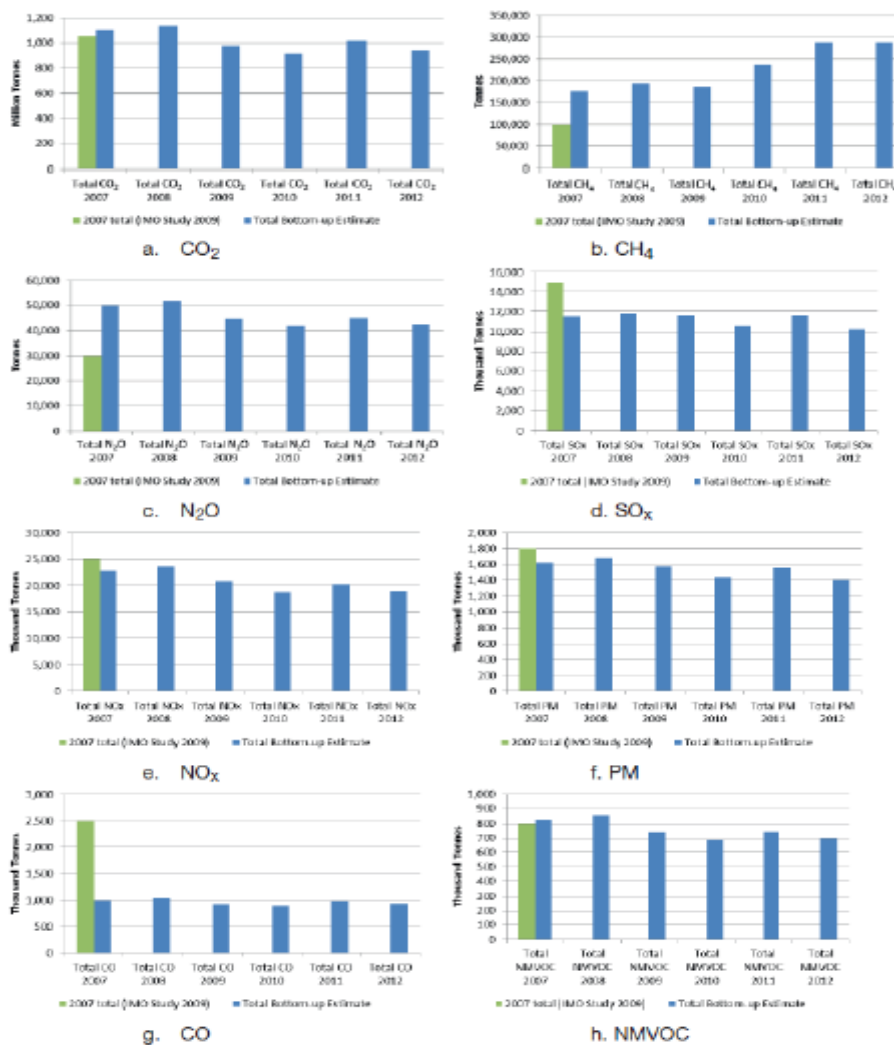 1,200
1,000
800
600
400
200
0
Million Tonnes
Total CO2 Total CO2 Total CO2 Total CO2 Total CO2 Total CO2
2007 2008 2009 2010 2011 2012
2007 total (IMO Study 2009) Total Bottom-up Estimate
a. CO2
350,000
300,000
250,000
200,000
150,000
100,000
50,000
0
Tonnes
Total CH4 Total CH4 Total CH4 Total CH4 Total CH4 Total CH4
2007 2008 2009 2010 2011 2012
2007 total (IMO Study 2009) Total Bottom-up Estimate
b. CH4
60,000
50,000
40,000
30,000
20,000
10,000
0
Tonnes
Total N2O Total N2O Total N2O Total N2O Total N2O Total N2O
2007 2008 2009 2010 2011 2012
2007 total (IMO Study 2009) Total Bottom-up Estimate
c. N2O
16,000
14,000
12,000
10,000
8,000
6,000
4,000
2,000
0
Thousand Tonnes
Total SOx Total SOx Total SOx Total SOx Total SOx Total SOx
2007 2008 2009 2010 2011 2012
2007 total (IMO Study 2009) Total Bottom-up Estimate
d. SOx
30,000
25,000
20,000
15,000
10,000
5,000
0
Thousand Tonnes
Total NOx Total NOx Total NOx Total NOx Total NOx Total NOx
2007 2008 2009 2010 2011 2012
2007 total (IMO Study 2009) Total Bottom-up Estimate
e. NOx
2,000
1,800
1,600
1,400
1,200
1,000
800
600
400
200
0
Thousand Tonnes
Total PM Total PM Total PM Total PM Total PM Total PM
2007 2008 2009 2010 2011 2012
2007 total (IMO Study 2009) Total Bottom-up Estimate
f. PM
3,000
2,500
2,000
1,500
1,000
500
0
Thousand Tonnes
Total CO Total CO Total CO Total CO Total CO Total CO
2007 2008 2009 2010 2011 2012
2007 total (IMO Study 2009) Total Bottom-up Estimate
g. CO
1,000
900
800
700
600
500
400
300
200
100
0
Thousand Tonnes
Total Total Total Total Total Total
NMVOC NMVOC NMVOC NMVOC NMVOC NMVOC
2007 2008 2009 2010 2011 2012
2007 total (IMO Study 2009) Total Bottom-up Estimate
h. NMVOC